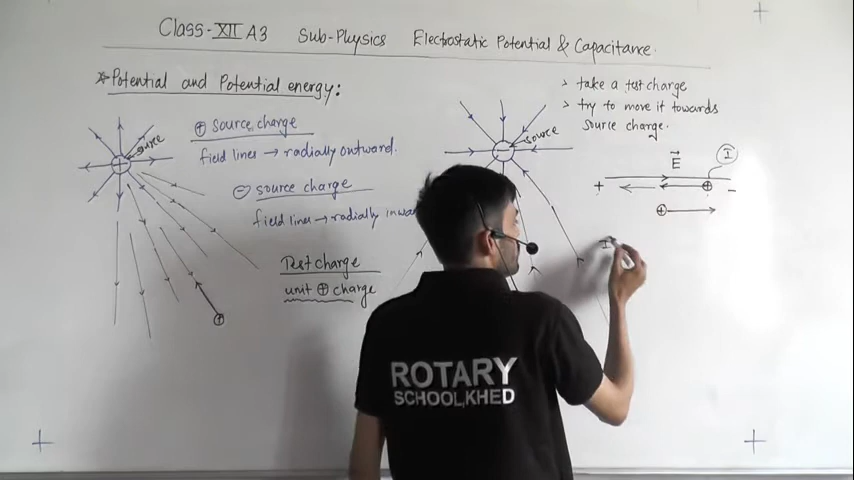 Class-XII A3 Sub-Physics Electrostatic Potential & Capacitance.
*Potential and Potential energy:
source
⊕ source charge
field lines → radially outward.
⊖ source charge
field lines → radially inwa
Test charge
unit ⊕ charge
source
> take a test charge
> try to move it towards
source charge.
E
I
+
-
ROTARY
SCHOOL,KHED